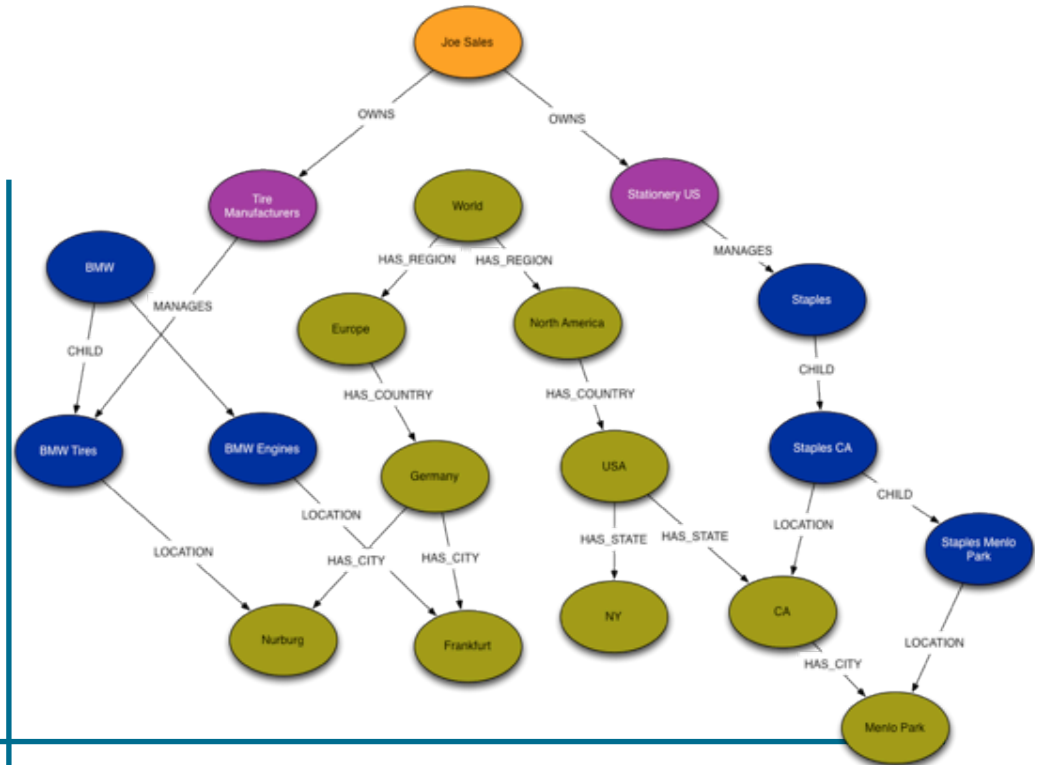 Joe Sales
OWNS
OWNS
Tire
Manufacturers
World
Stationery US
BMW
HAS_REGION
HAS_REGION
MANAGES
MANAGES
Staples
Europe
North America
CHILD
CHILD
HAS_COUNTRY
HAS_COUNTRY
BMW Tires
BMW Engines
Germany
USA
Staples CA
CHILD
LOCATION
LOCATION
HAS_STATE
HAS_STATE
Staples Menlo
Park
LOCATION
HAS_CITY
HAS_CITY
Nurburg
Frankfurt
NY
CA
LOCATION
HAS_CITY
Menlo Park